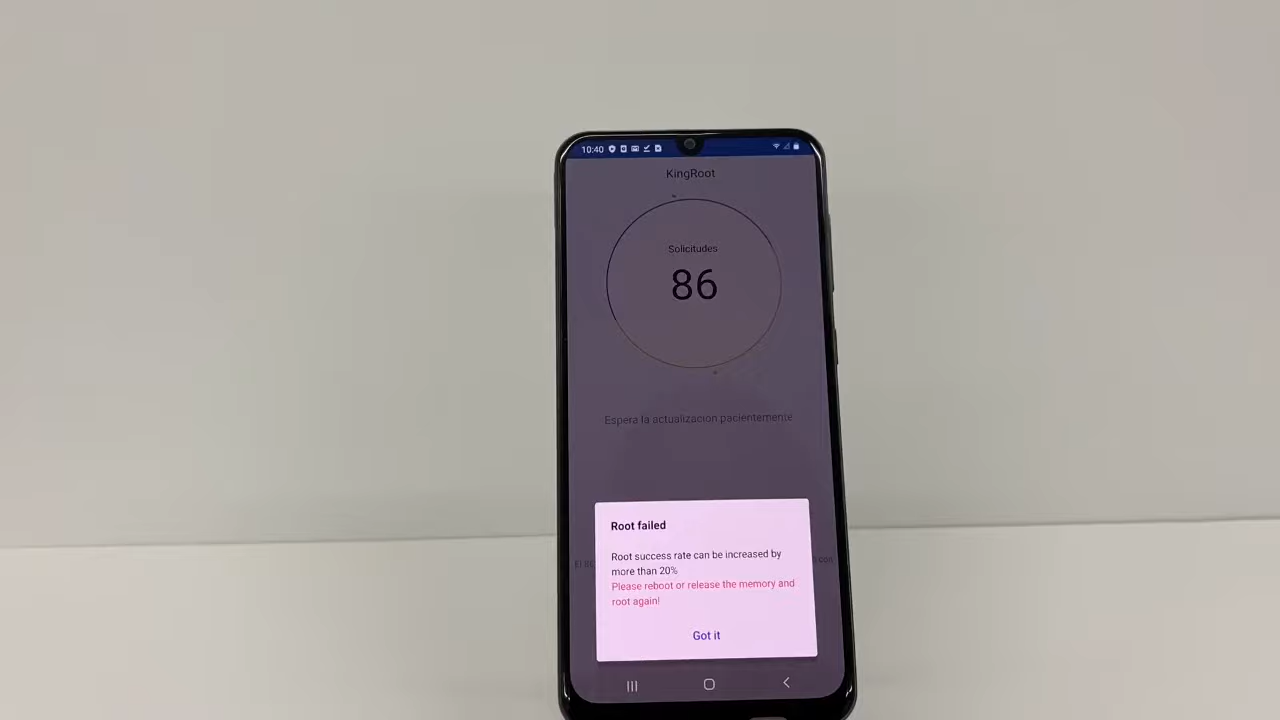 10:40
KingRoot
Solicitudes
86
Espera la actualizacion pacientemente
Root failed
Root success rate can be increased by
more than 20%
Please reboot or release the memory and
root again!
Got it